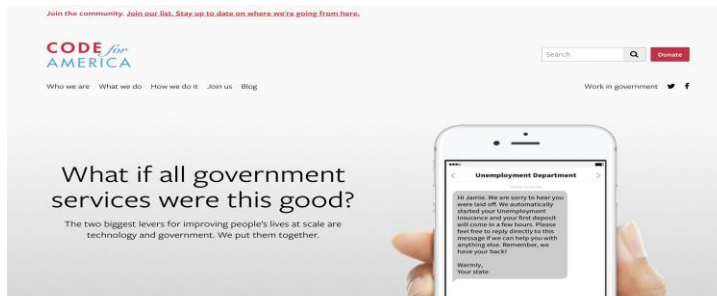 Join the community. Join our list. Stay up to date on where we're going from here.
CODE for
AMERICA
Search
Donate
Who we are What we do How we do it Join us Blog
Work in government
What if all government
services were this good?
The two biggest levers for improving people's lives at scale are
technology and government. We put them together.
Unemployment Department
Hi Jamie. We are sorry to hear you
were laid off. We automatically
started your Unemployment
Insurance and your first deposit
will come in a few hours. Please
feel free to reply directly to this
message if we can help you with
anything else. Remember, we
have your back!
Warmly,
Your state